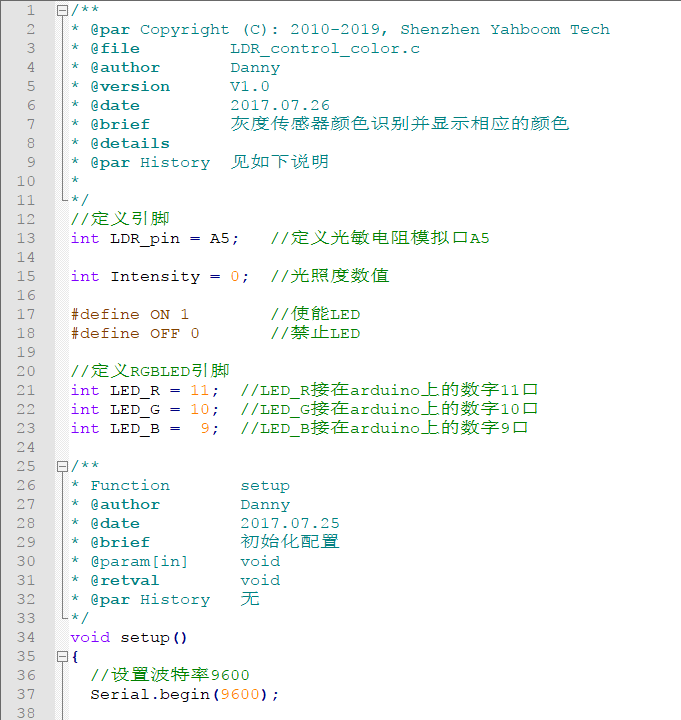 1 /**
2 * @par Copyright (C): 2010-2019, Shenzhen Yahboom Tech
3 * @file         LDR_control_color.c
4 * @author       Danny
5 * @version      V1.0
6 * @date         2017.07.26
7 * @brief        灰度传感器颜色识别并显示相应的颜色
8 * @details
9 * @par History  见如下说明
10 *
11 */
12 //定义引脚
13 int LDR_pin = A5;   //定义光敏电阻模拟口A5
14
15 int Intensity = 0;  //光照度数值
16
17 #define ON 1        //使能LED
18 #define OFF 0       //禁止LED
19
20 //定义RGBLED引脚
21 int LED_R = 11;  //LED_R接在arduino上的数字11口
22 int LED_G = 10;  //LED_G接在arduino上的数字10口
23 int LED_B =  9;  //LED_B接在arduino上的数字9口
24
25 /**
26 * Function       setup
27 * @author        Danny
28 * @date          2017.07.25
29 * @brief         初始化配置
30 * @param[in]     void
31 * @retval        void
32 * @par History   无
33 */
34 void setup()
35 {
36   //设置波特率9600
37   Serial.begin(9600);
38